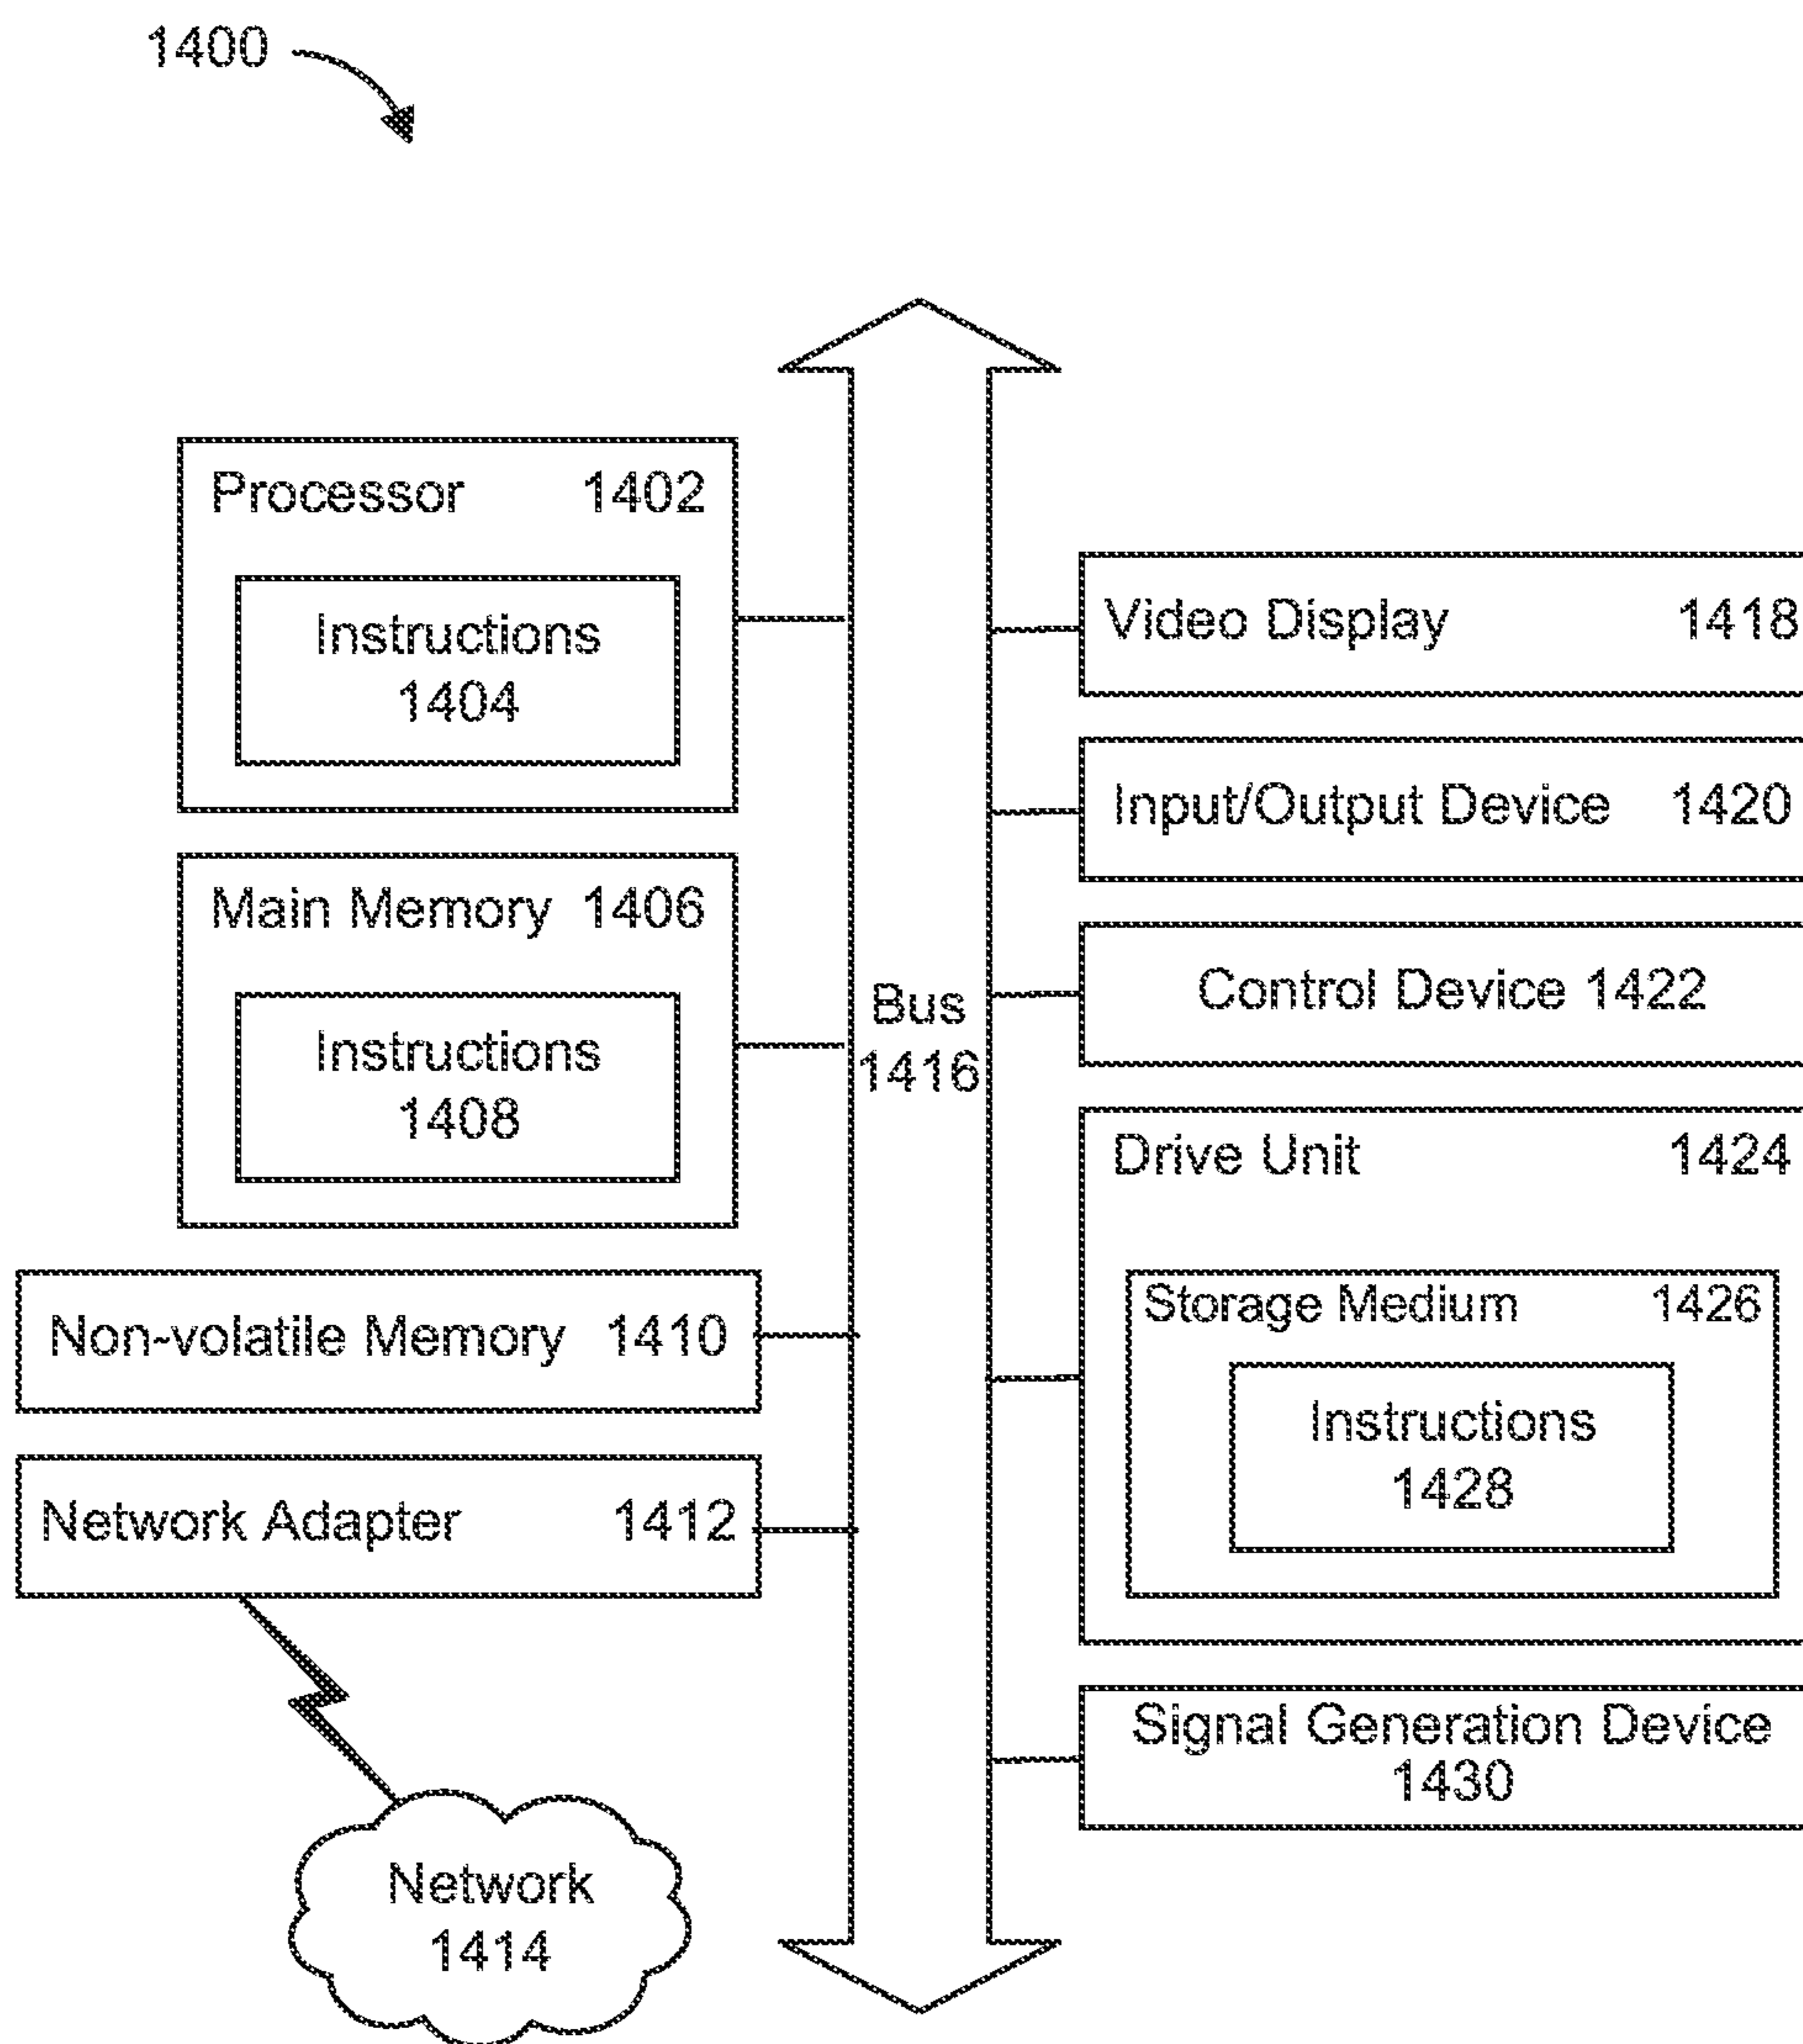 1400
Processor 1402
Instructions
1404
Main Memory 1406
Instructions
1408
Non-volatile Memory 1410
Network Adapter 1412
Network
1414
Bus
1416
Video Display 1418
Input/Output Device 1420
Control Device 1422
Drive Unit 1424
Storage Medium 1426
Instructions
1428
Signal Generation Device
1430